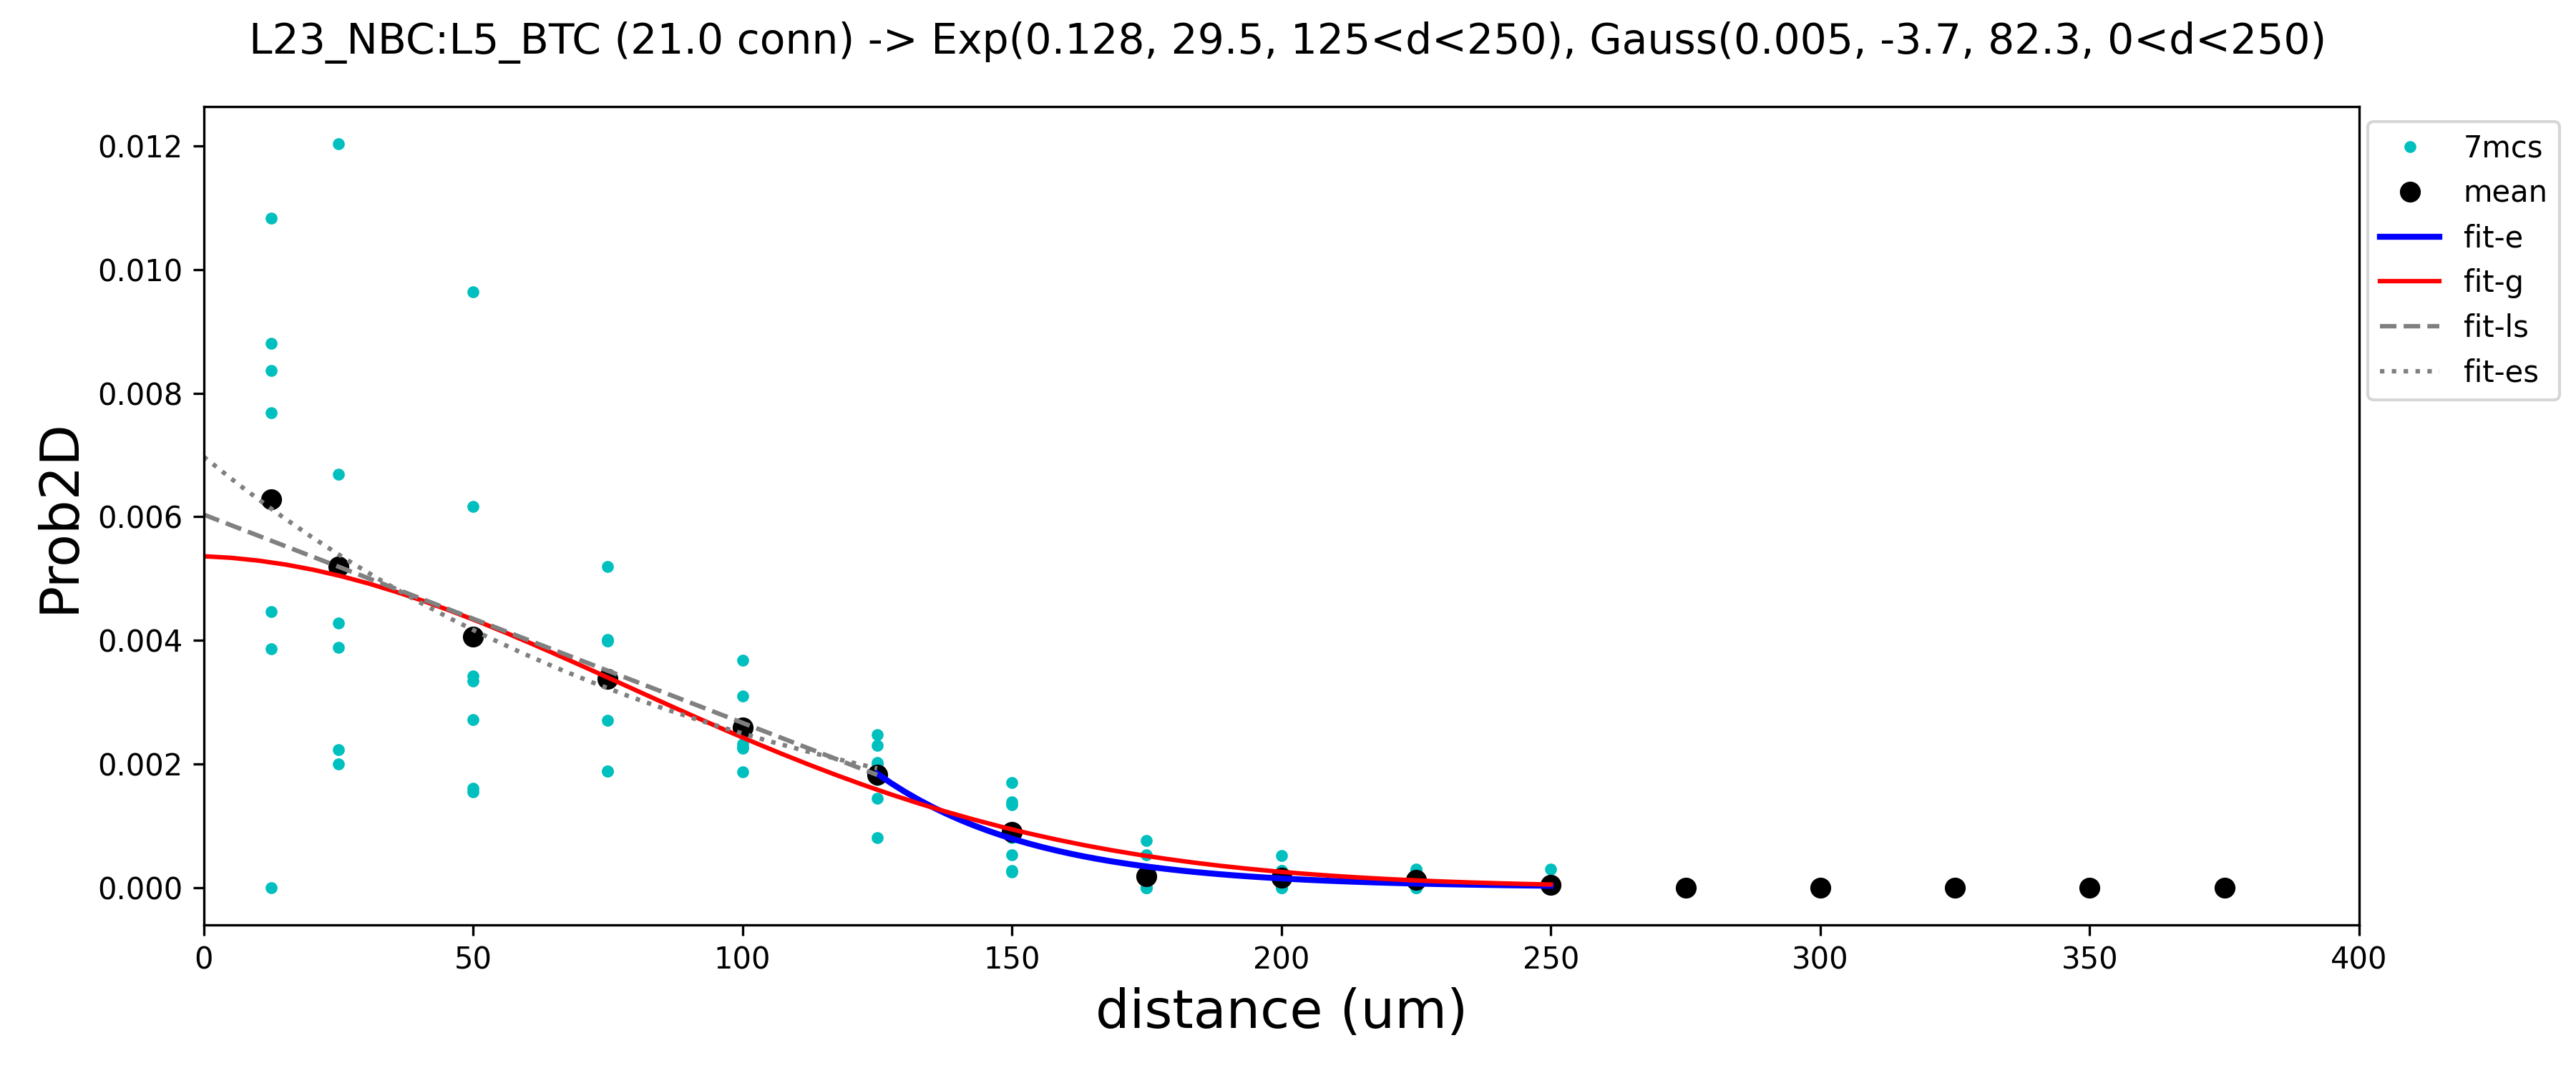 L23_NBC:L5_BTC (21.0 conn) -> Exp(0.128, 29.5, 125<d<250), Gauss(0.005, -3.7, 82.3, 0<d<250)
0.012
0.010
0.008
0.006
0.004
0.002
0.000
Prob2D
0 50 100 150 200 250 300 350 400
distance (um)
7mcs
mean
fit-e
fit-g
fit-ls
fit-es